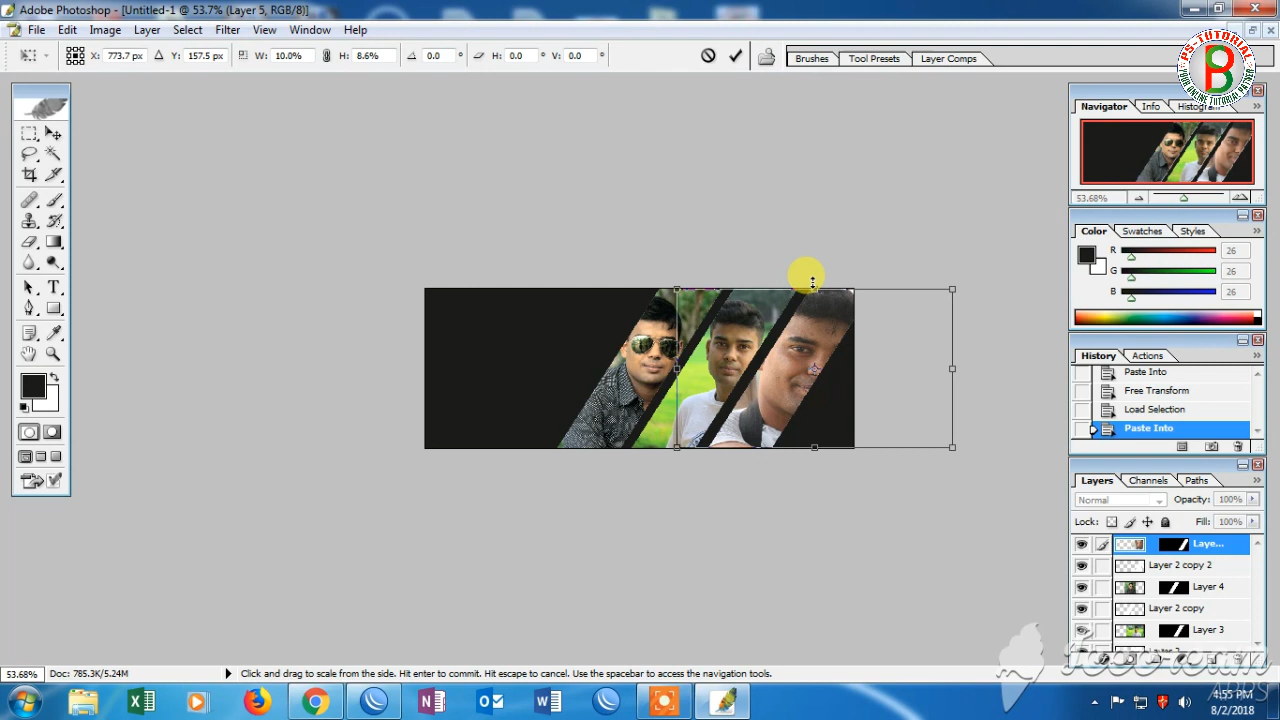 Adobe Photoshop - [Untitled-1 @ 53.7% (Layer 5, RGB/8)]
File Edit Image Layer Select Filter View Window Help
X: 773.7 px Y: 157.5 px W: 10.0% H: 8.6% 0.0 ° H: 0.0 ° V: 0.0 °
Brushes Tool Presets Layer Comps
PS-TUTORIAL
Navigator Info Histogram
53.68%
Color Swatches Styles
R 26
G 26
B 26
History Actions
Paste Into
Free Transform
Load Selection
Paste Into
Layers Channels Paths
Normal Opacity: 100%
Lock: Fill: 100%
Laye...
Layer 2 copy 2
Layer 4
Layer 2 copy
Layer 3
53.68% Doc: 785.3K/5.24M Click and drag to scale from the side. Hit enter to commit. Hit escape to cancel. Use the spacebar to access the navigation tools.
APPS
4:55 PM
8/2/2018